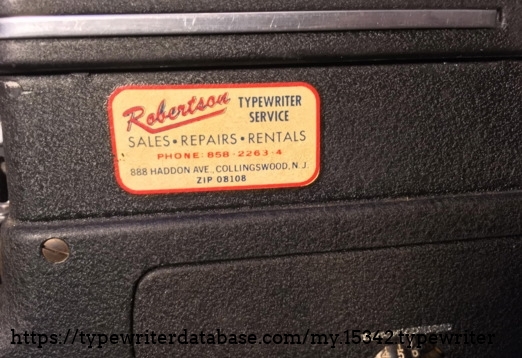 Robertson TYPEWRITER
SERVICE
SALES • REPAIRS • RENTALS
PHONE: 858-2263-4
888 HADDON AVE., COLLINGSWOOD, N.J.
ZIP 08108
https://typewriterdatabase.com/my.15342.typewriter